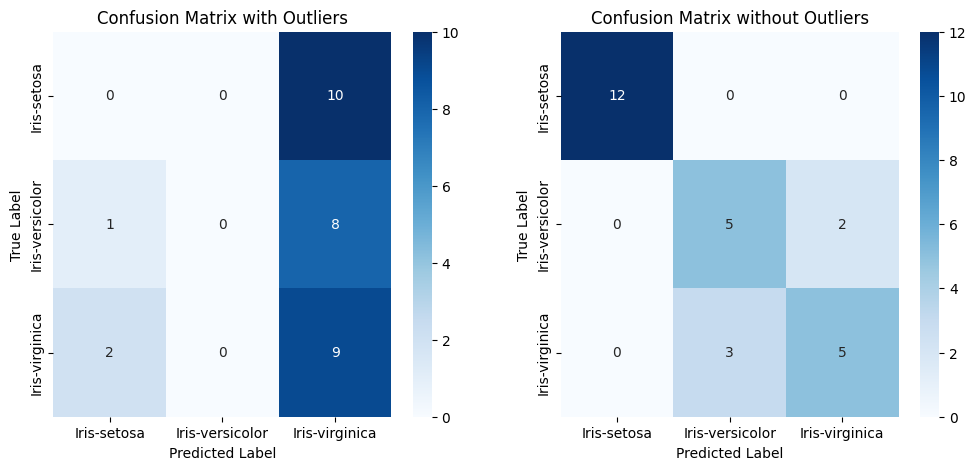 Confusion Matrix with Outliers
10
8
6
4
2
0
True Label
Iris-setosa
Iris-versicolor
Iris-virginica
0 0 10
1 0 8
2 0 9
Iris-setosa Iris-versicolor Iris-virginica
Predicted Label
Confusion Matrix without Outliers
12
10
8
6
4
2
0
True Label
Iris-setosa
Iris-versicolor
Iris-virginica
12 0 0
0 5 2
0 3 5
Iris-setosa Iris-versicolor Iris-virginica
Predicted Label